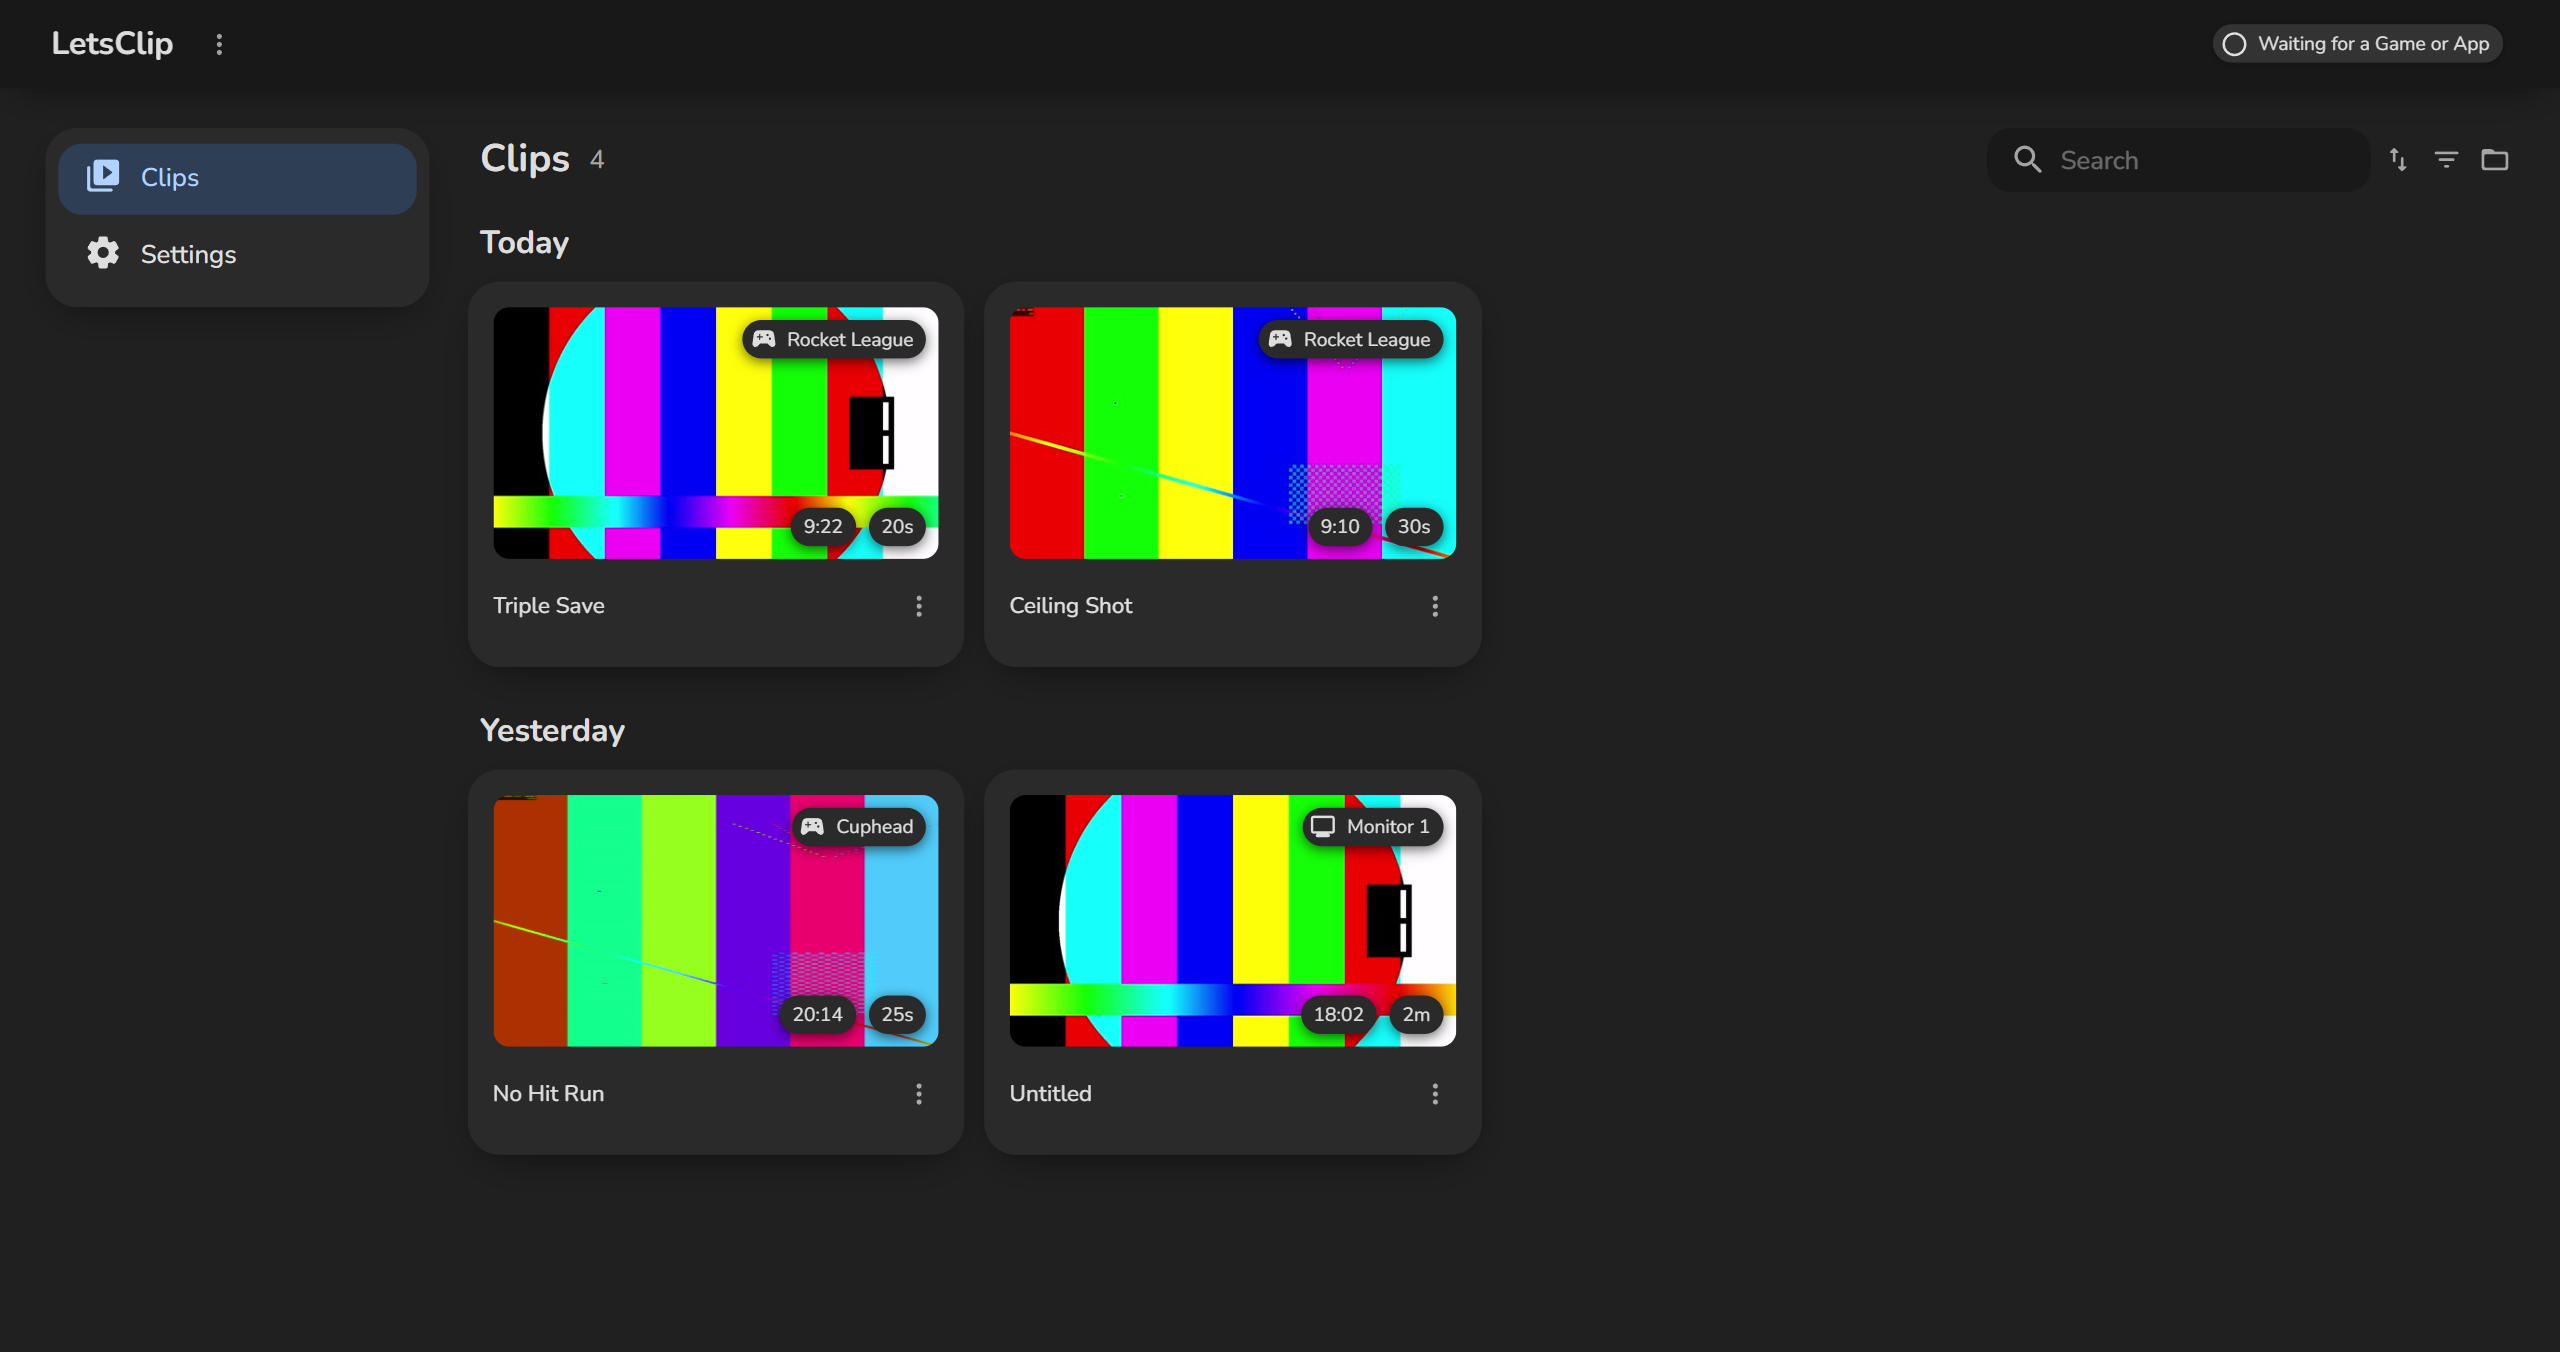 LetsClip
Waiting for a Game or App
Clips
Settings
Clips 4
Search
Today
Rocket League
9:22 20s
Triple Save
Rocket League
9:10 30s
Ceiling Shot
Yesterday
Cuphead
20:14 25s
No Hit Run
Monitor 1
18:02 2m
Untitled